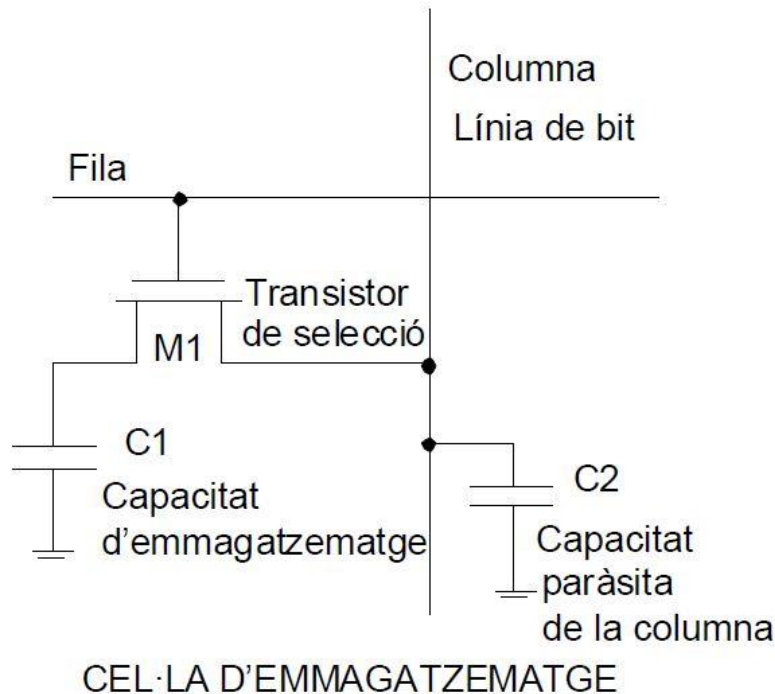 Columna
Línia de bit
Fila
Transistor
de selecció
M1
C1
Capacitat
d'emmagatzematge
C2
Capacitat
paràsita
de la columna
CEL·LA D'EMMAGATZEMATGE